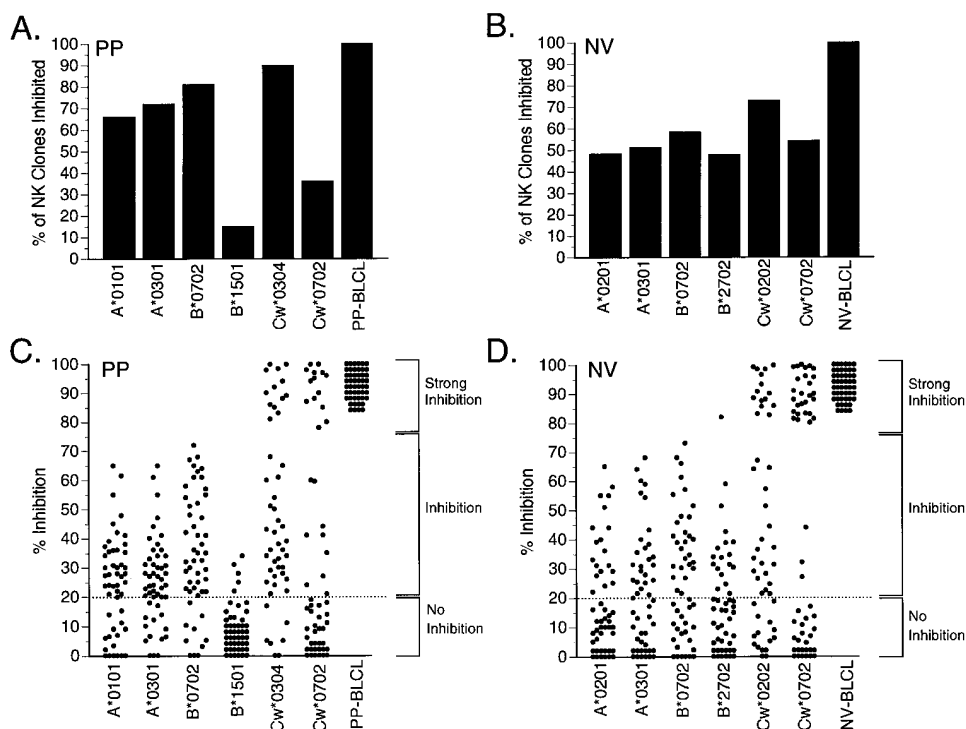 A.
PP
% of NK Clones Inhibited
100
90
80
70
60
50
40
30
20
10
0
A*0101
A*0301
B*0702
B*1501
Cw*0304
Cw*0702
PP-BLCL
B.
NV
% of NK Clones Inhibited
100
90
80
70
60
50
40
30
20
10
0
A*0201
A*0301
B*0702
B*2702
Cw*0202
Cw*0702
NV-BLCL
C.
PP
% Inhibition
100
90
80
70
60
50
40
30
20
10
0
A*0101
A*0301
B*0702
B*1501
Cw*0304
Cw*0702
PP-BLCL
Strong
Inhibition
Inhibition
No
Inhibition
D.
NV
% Inhibition
100
90
80
70
60
50
40
30
20
10
0
A*0201
A*0301
B*0702
B*2702
Cw*0202
Cw*0702
NV-BLCL
Strong
Inhibition
Inhibition
No
Inhibition